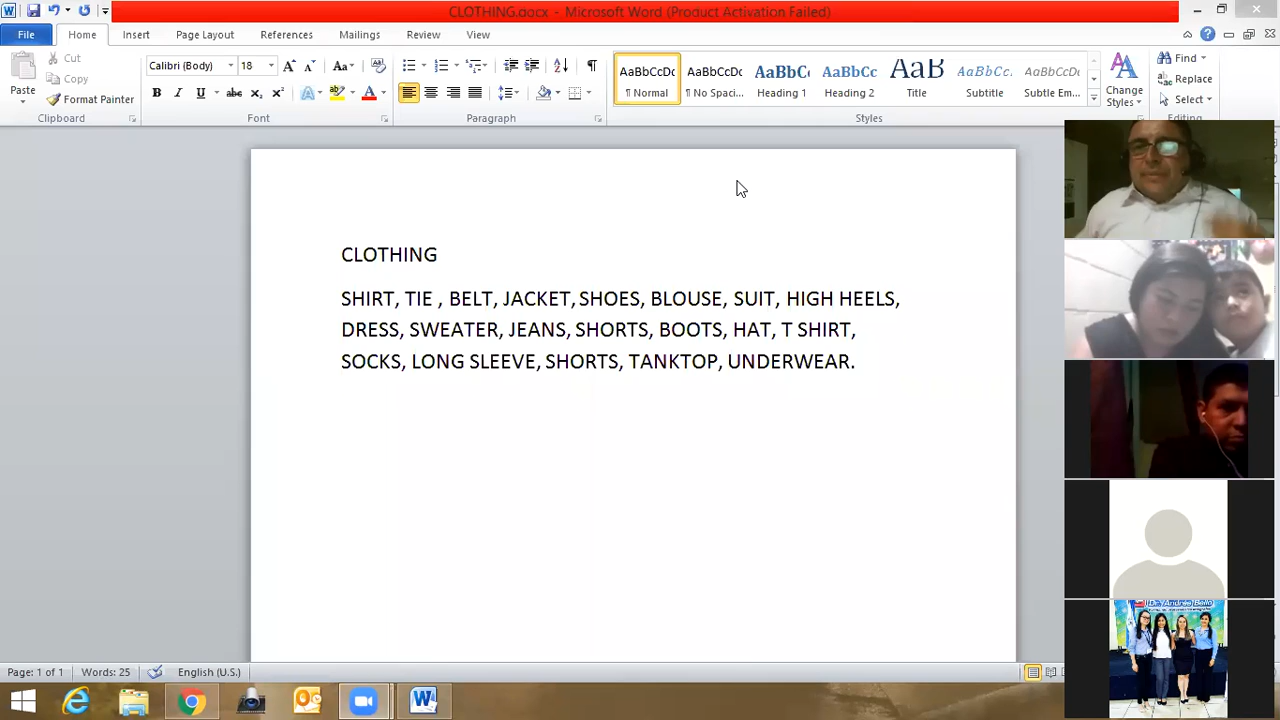 CLOTHING.docx - Microsoft Word (Product Activation Failed)
File Home Insert Page Layout References Mailings Review View
Cut
Copy
Paste
Format Painter
Clipboard
Calibri (Body) 18
Font
Paragraph
AaBbCcDc AaBbCcDc AaBbCc AaBbCc AaB AaBbCc. AaBbCcDc
¶ Normal ¶ No Spaci... Heading 1 Heading 2 Title Subtitle Subtle Em...
Change
Styles
Styles
Find
Replace
Select
Editing
CLOTHING
SHIRT, TIE , BELT, JACKET, SHOES, BLOUSE, SUIT, HIGH HEELS,
DRESS, SWEATER, JEANS, SHORTS, BOOTS, HAT, T SHIRT,
SOCKS, LONG SLEEVE, SHORTS, TANKTOP, UNDERWEAR.
Dr. Andrés Bello
Page: 1 of 1 Words: 25 English (U.S.)